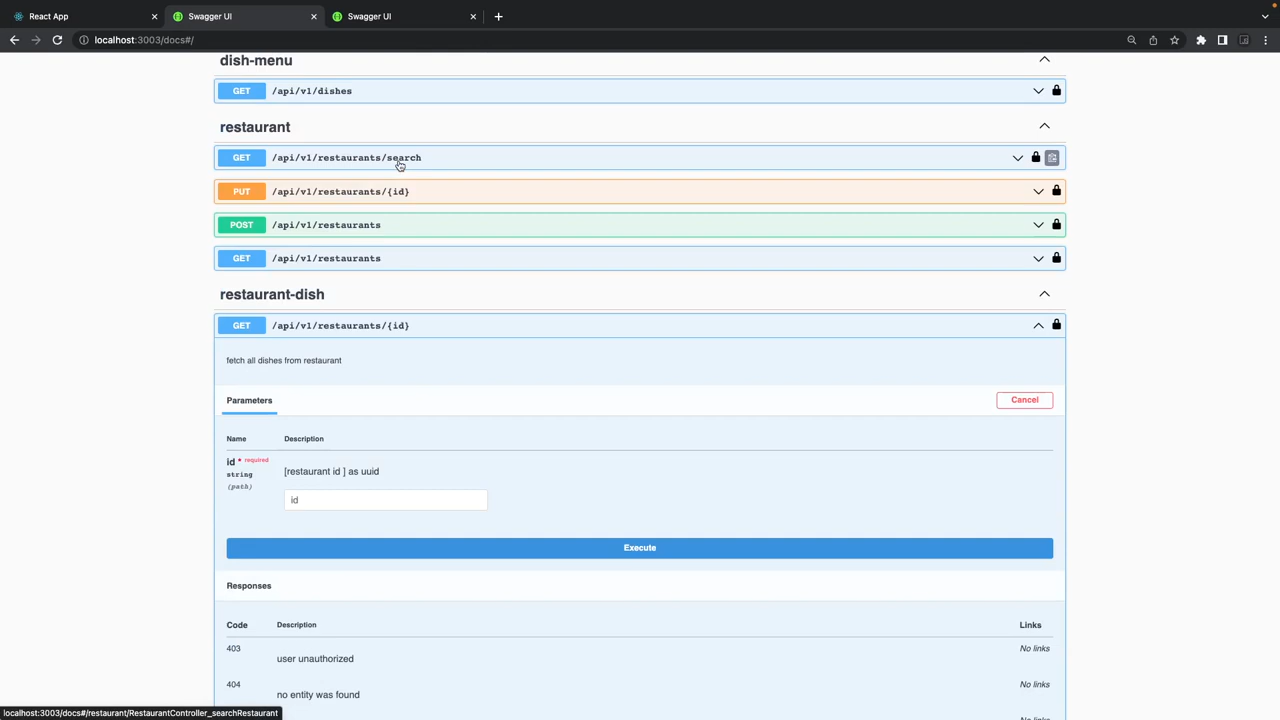 React App
Swagger UI
Swagger UI
localhost:3003/docs#/
dish-menu
GET /api/v1/dishes
restaurant
GET /api/v1/restaurants/search
PUT /api/v1/restaurants/{id}
POST /api/v1/restaurants
GET /api/v1/restaurants
restaurant-dish
GET /api/v1/restaurants/{id}
fetch all dishes from restaurant
Parameters Cancel
Name Description
id * required
string
(path)
[restaurant id ] as uuid
id
Execute
Responses
Code Description Links
403 user unauthorized No links
404 no entity was found No links
No links
localhost:3003/docs#/restaurant/RestaurantController_searchRestaurant